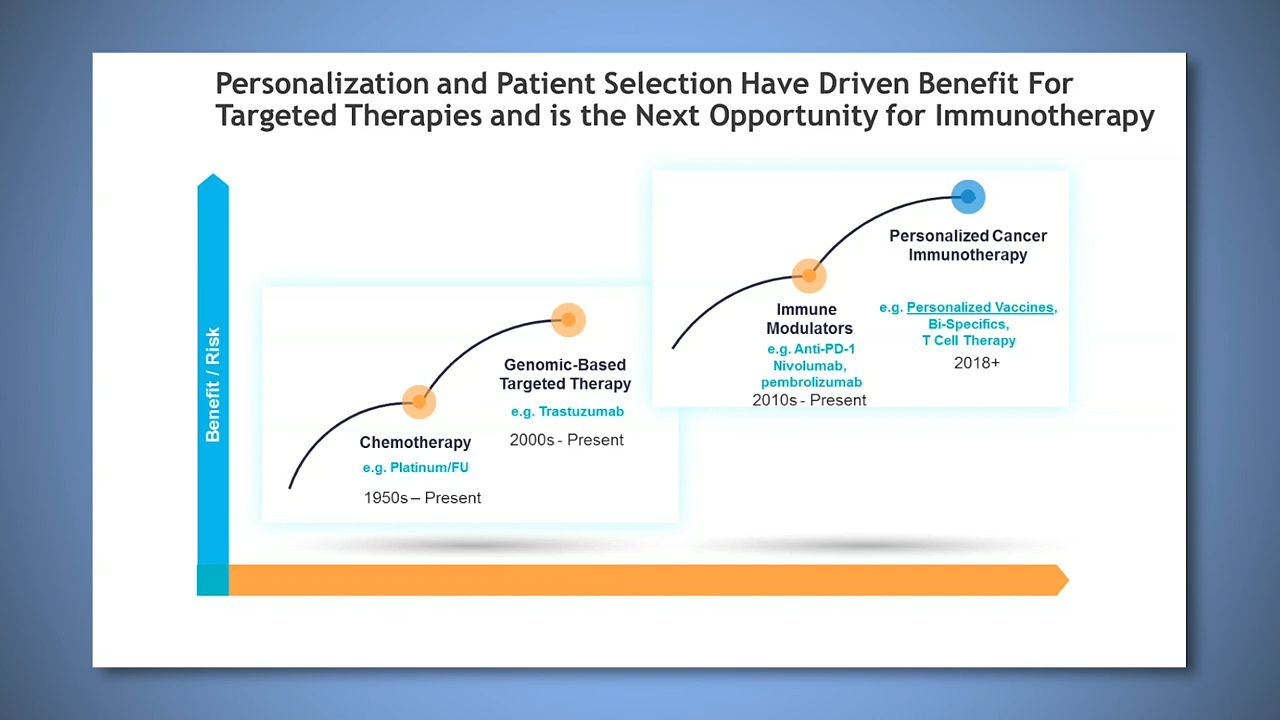 Personalization and Patient Selection Have Driven Benefit For
Targeted Therapies and is the Next Opportunity for Immunotherapy
Benefit / Risk
Chemotherapy
e.g. Platinum/FU
1950s – Present
Genomic-Based
Targeted Therapy
e.g. Trastuzumab
2000s - Present
Immune
Modulators
e.g. Anti-PD-1
Nivolumab,
pembrolizumab
2010s - Present
Personalized Cancer
Immunotherapy
e.g. Personalized Vaccines,
Bi-Specifics,
T Cell Therapy
2018+